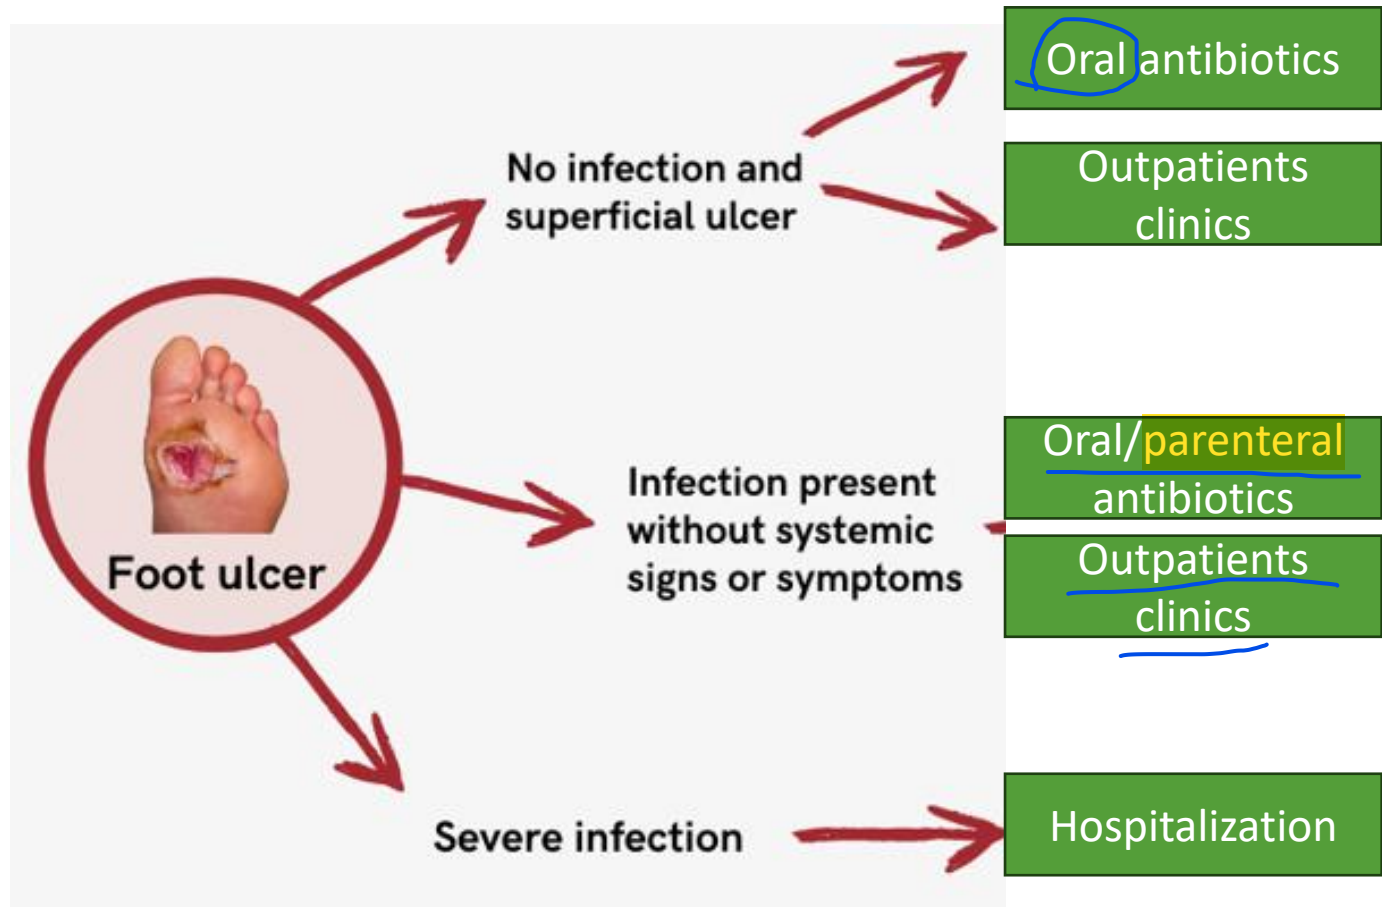 Oral antibiotics
No infection and
superficial ulcer
Outpatients
clinics
Foot ulcer
Infection present
without systemic
signs or symptoms
Oral/parenteral
antibiotics
Outpatients
clinics
Severe infection
Hospitalization